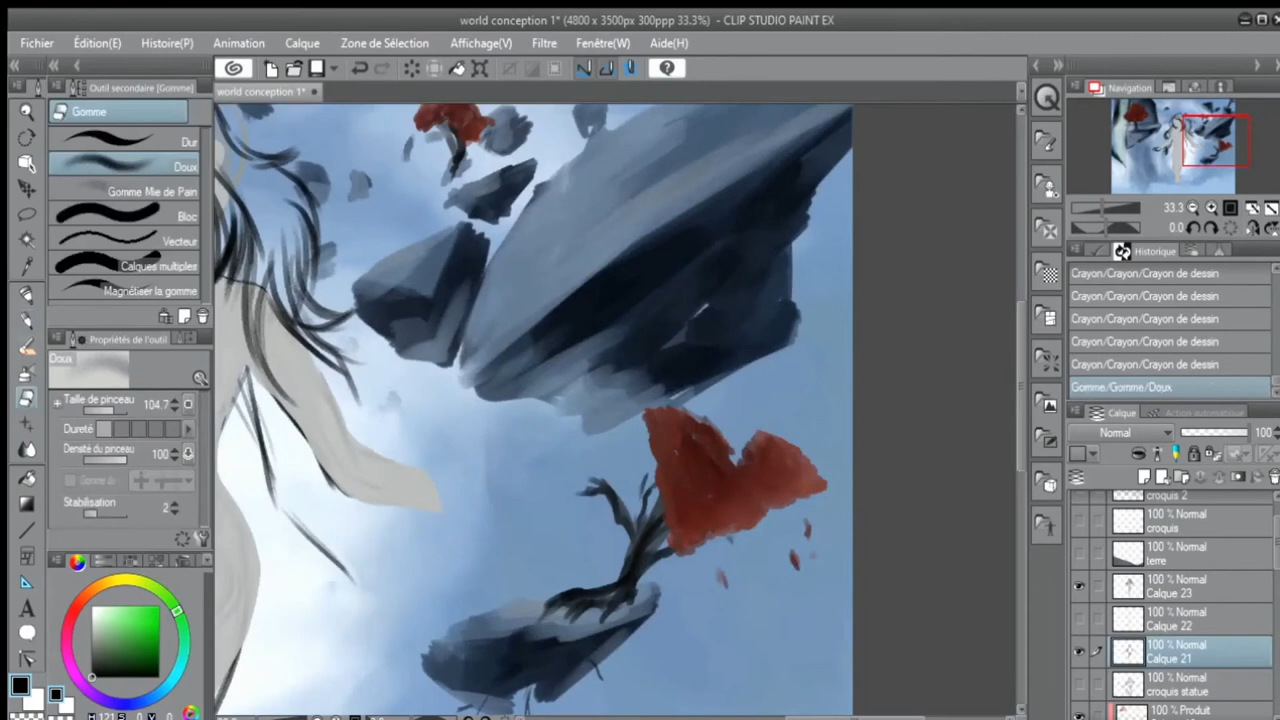 world conception 1* (4800 x 3500px 300ppp 33.3%) - CLIP STUDIO PAINT EX
Fichier Édition(E) Histoire(P) Animation Calque Zone de Sélection Affichage(V) Filtre Fenêtre(W) Aide(H)
Outil secondaire [Gomme]
world conception 1*
Navigation
Gomme
Dur
Doux
Gomme Mie de Pain
Bloc
Vecteur
Calques multiples
Magnétiser la gomme
33.3
0.0
Historique
Crayon/Crayon/Crayon de dessin
Crayon/Crayon/Crayon de dessin
Crayon/Crayon/Crayon de dessin
Crayon/Crayon/Crayon de dessin
Crayon/Crayon/Crayon de dessin
Gomme/Gomme/Doux
Propriétés de l'outil
Doux
Taille de pinceau 104.7
Dureté
Densité du pinceau 100
Stabilisation 2
Calque Action automatique
Normal 100
croquis 2
100 % Normal
croquis
100 % Normal
terre
100 % Normal
Calque 23
100 % Normal
Calque 22
100 % Normal
Calque 21
100 % Normal
croquis statue
100 % Produit